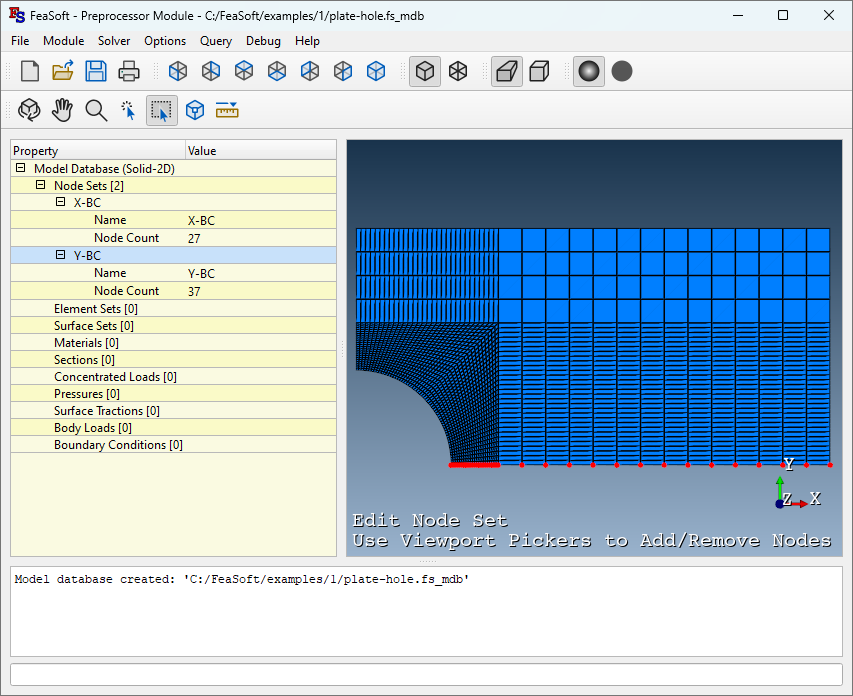 FeaSoft - Preprocessor Module - C:/FeaSoft/examples/1/plate-hole.fs_mdb
File Module Solver Options Query Debug Help
Property Value
Model Database (Solid-2D)
Node Sets [2]
X-BC
Name X-BC
Node Count 27
Y-BC
Name Y-BC
Node Count 37
Element Sets [0]
Surface Sets [0]
Materials [0]
Sections [0]
Concentrated Loads [0]
Pressures [0]
Surface Tractions [0]
Body Loads [0]
Boundary Conditions [0]
Y
Z X
Edit Node Set
Use Viewport Pickers to Add/Remove Nodes
Model database created: 'C:/FeaSoft/examples/1/plate-hole.fs_mdb'